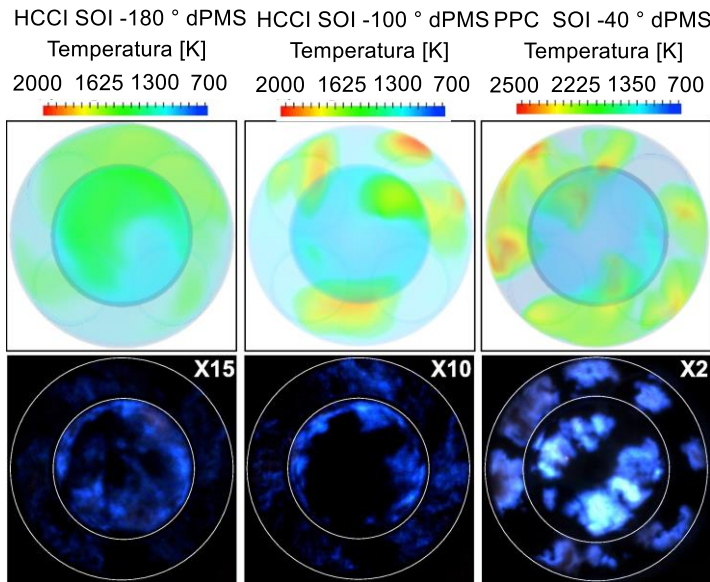 HCCI SOI -180 ° dPMS HCCI SOI -100 ° dPMS PPC SOI -40 ° dPMS
Temperatura [K] Temperatura [K] Temperatura [K]
2000 1625 1300 700 2000 1625 1300 700 2500 2225 1350 700
X15 X10 X2